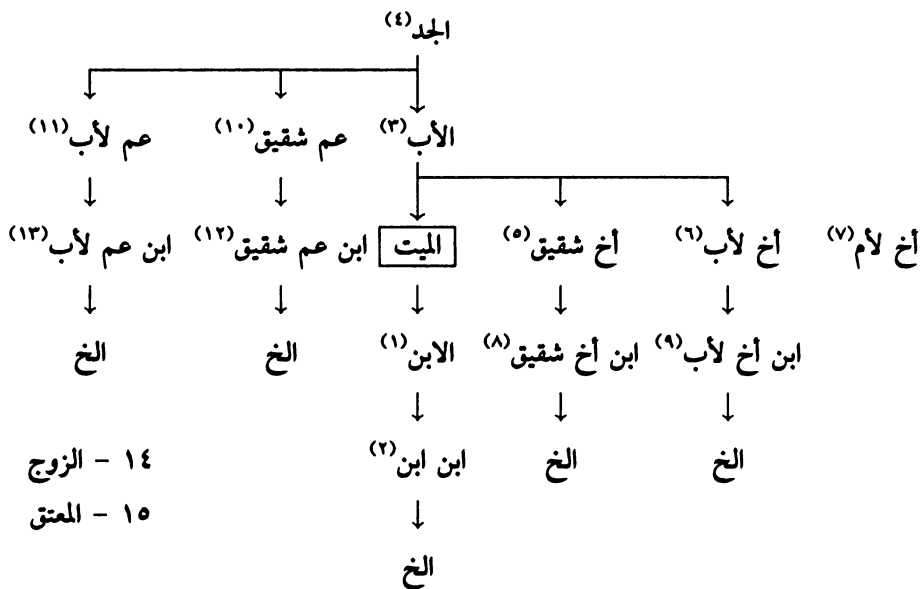 الجد(٤)
الأب(٣) عم شقيق(١٠) عم لأب(١١)
أخ لأم(٧) أخ لأب(٦) أخ شقيق(٥) الميت ابن عم شقيق(١٢) ابن عم لأب(١٣)
ابن أخ لأب(٩) ابن أخ شقيق(٨) الابن(١) الخ الخ
الخ الخ ابن ابن(٢) ١٤ - الزوج
١٥ - المعتق
الخ